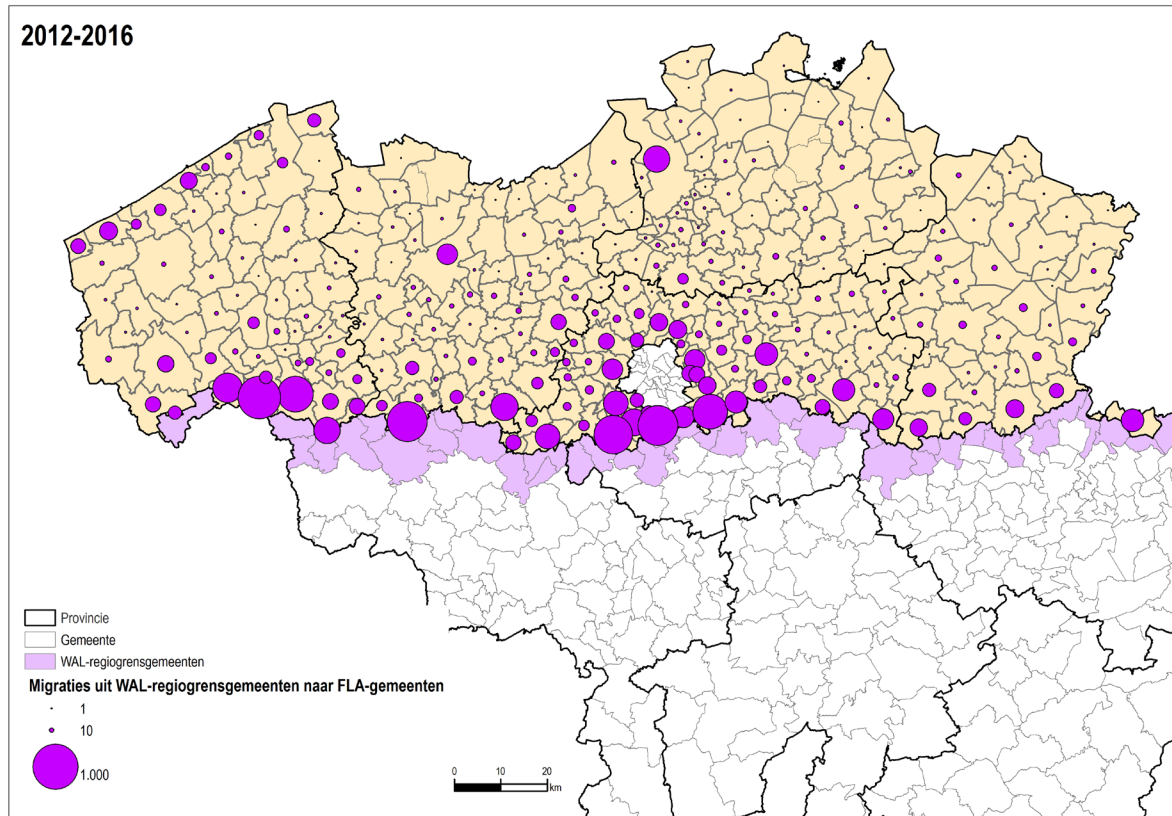 2012-2016
Provincie
Gemeente
WAL-regiogrensgemeenten
Migraties uit WAL-regiogrensgemeenten naar FLA-gemeenten
1
10
1.000
0 10 20
km